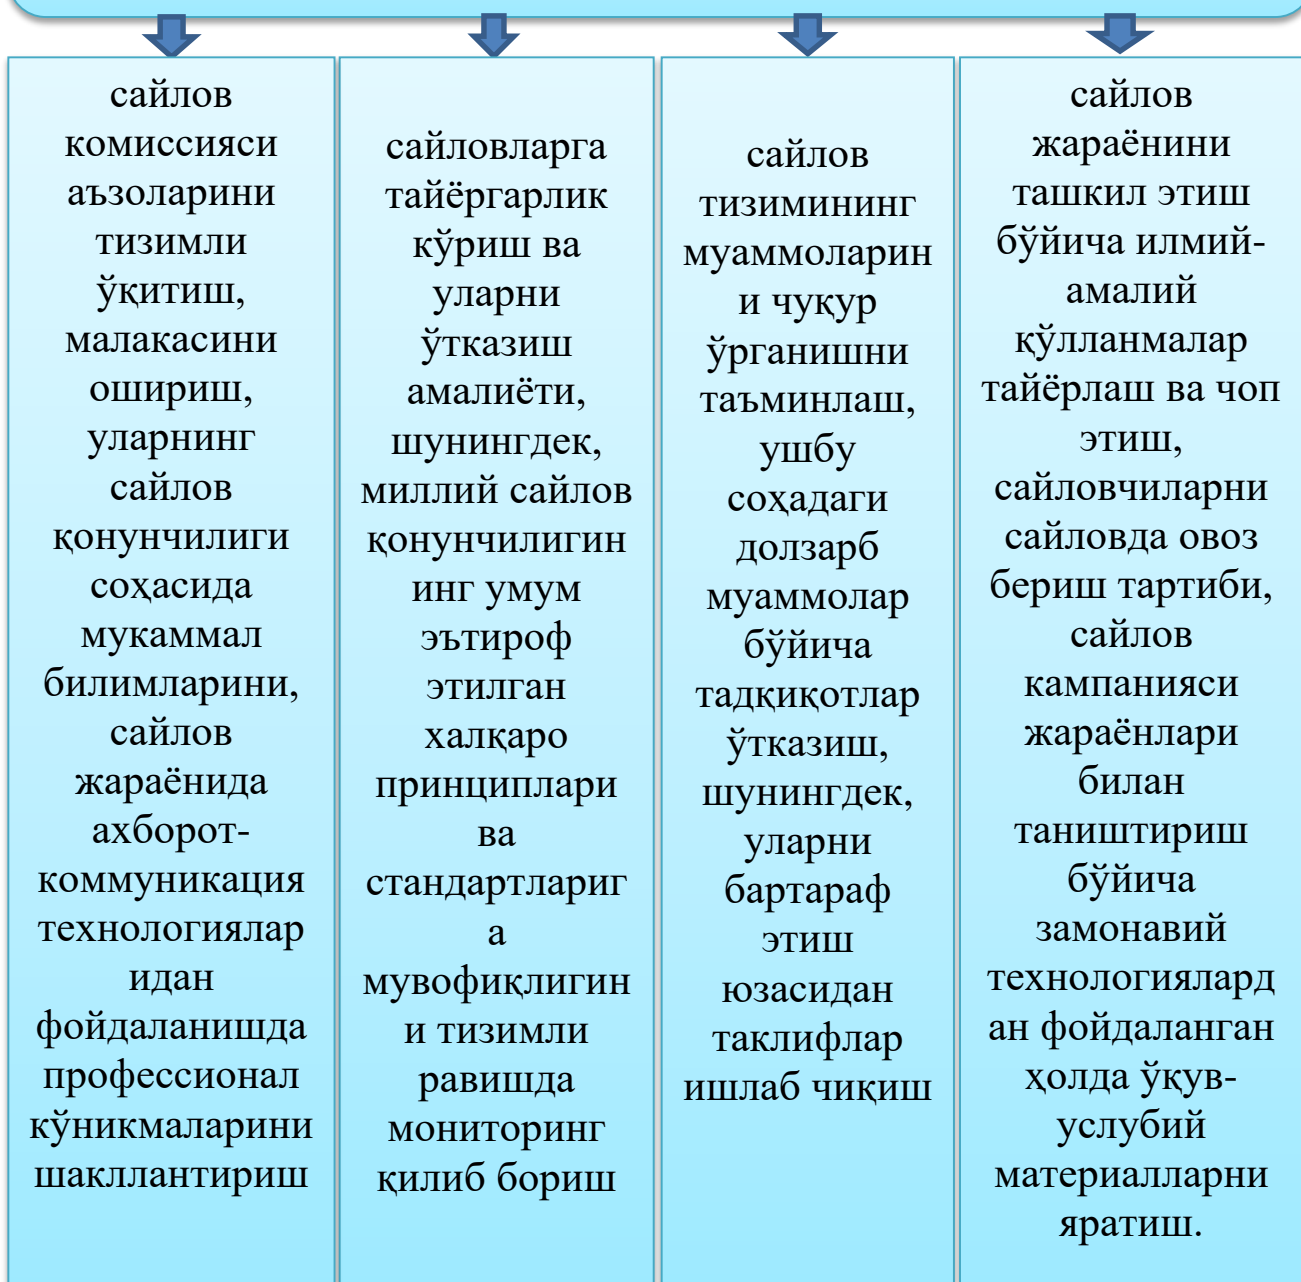 сайлов
комиссияси
аъзоларини
тизимли
ўқитиш,
малакасини
ошириш,
уларнинг
сайлов
қонунчилиги
соҳасида
мукаммал
билимларини,
сайлов
жараёнида
ахборот-
коммуникация
технологиялар
идан
фойдаланишда
профессионал
кўникмаларини
шакллантириш
сайловларга
тайёргарлик
кўриш ва
уларни
ўтказиш
амалиёти,
шунингдек,
миллий сайлов
қонунчилигин
инг умум
эътироф
этилган
халқаро
принциплари
ва
стандартлариг
а
мувофиқлигин
и тизимли
равишда
мониторинг
қилиб бориш
сайлов
тизимининг
муаммоларин
и чуқур
ўрганишни
таъминлаш,
ушбу
соҳадаги
долзарб
муаммолар
бўйича
тадқиқотлар
ўтказиш,
шунингдек,
уларни
бартараф
этиш
юзасидан
таклифлар
ишлаб чиқиш
сайлов
жараёнини
ташкил этиш
бўйича илмий-
амалий
қўлланмалар
тайёрлаш ва чоп
этиш,
сайловчиларни
сайловда овоз
бериш тартиби,
сайлов
кампанияси
жараёнлари
билан
таништириш
бўйича
замонавий
технологиялард
ан фойдаланган
ҳолда ўқув-
услубий
материалларни
яратиш.